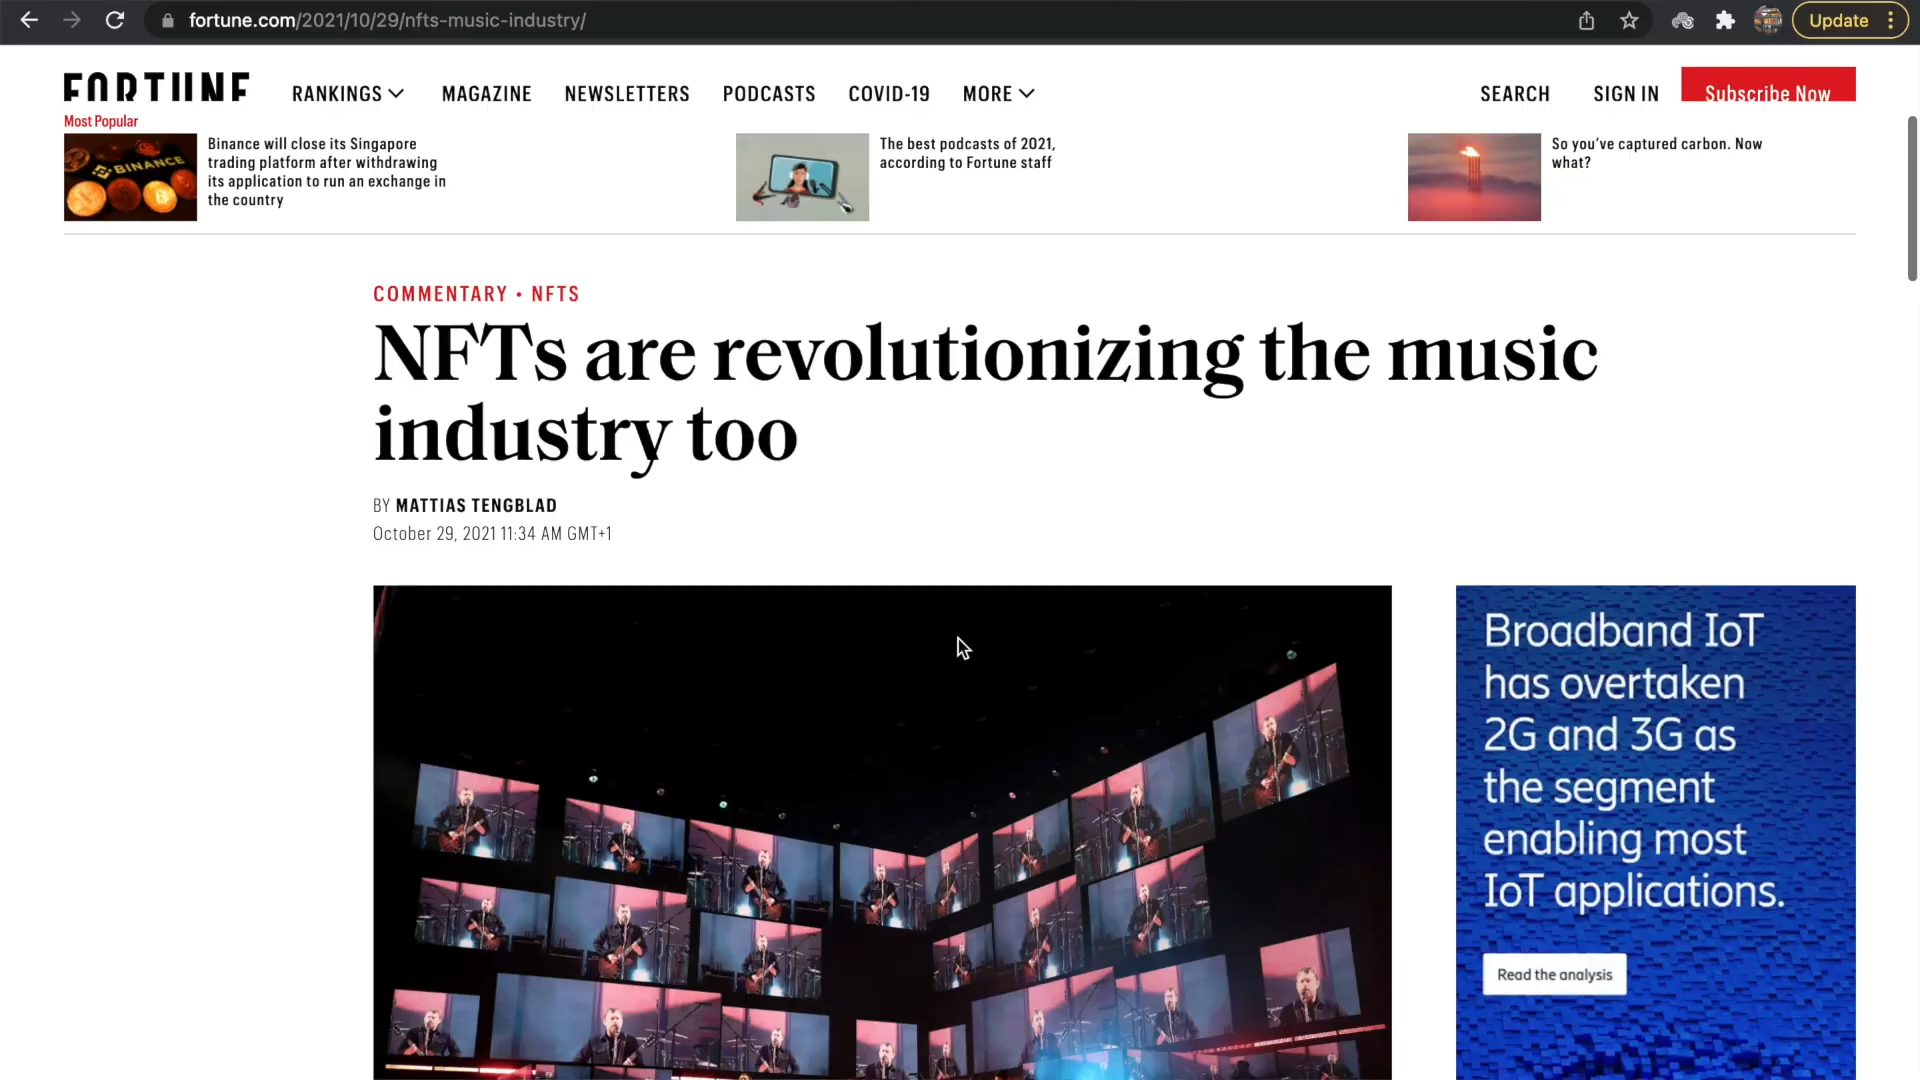 fortune.com/2021/10/29/nfts-music-industry/
Update
FORTUNE
RANKINGS
MAGAZINE
NEWSLETTERS
PODCASTS
COVID-19
MORE
SEARCH
SIGN IN
Subscribe Now
Most Popular
BINANCE
Binance will close its Singapore
trading platform after withdrawing
its application to run an exchange in
the country
The best podcasts of 2021,
according to Fortune staff
So you’ve captured carbon. Now
what?
COMMENTARY • NFTS
NFTs are revolutionizing the music
industry too
BY MATTIAS TENGBLAD
October 29, 2021 11:34 AM GMT+1
Broadband IoT
has overtaken
2G and 3G as
the segment
enabling most
IoT applications.
Read the analysis